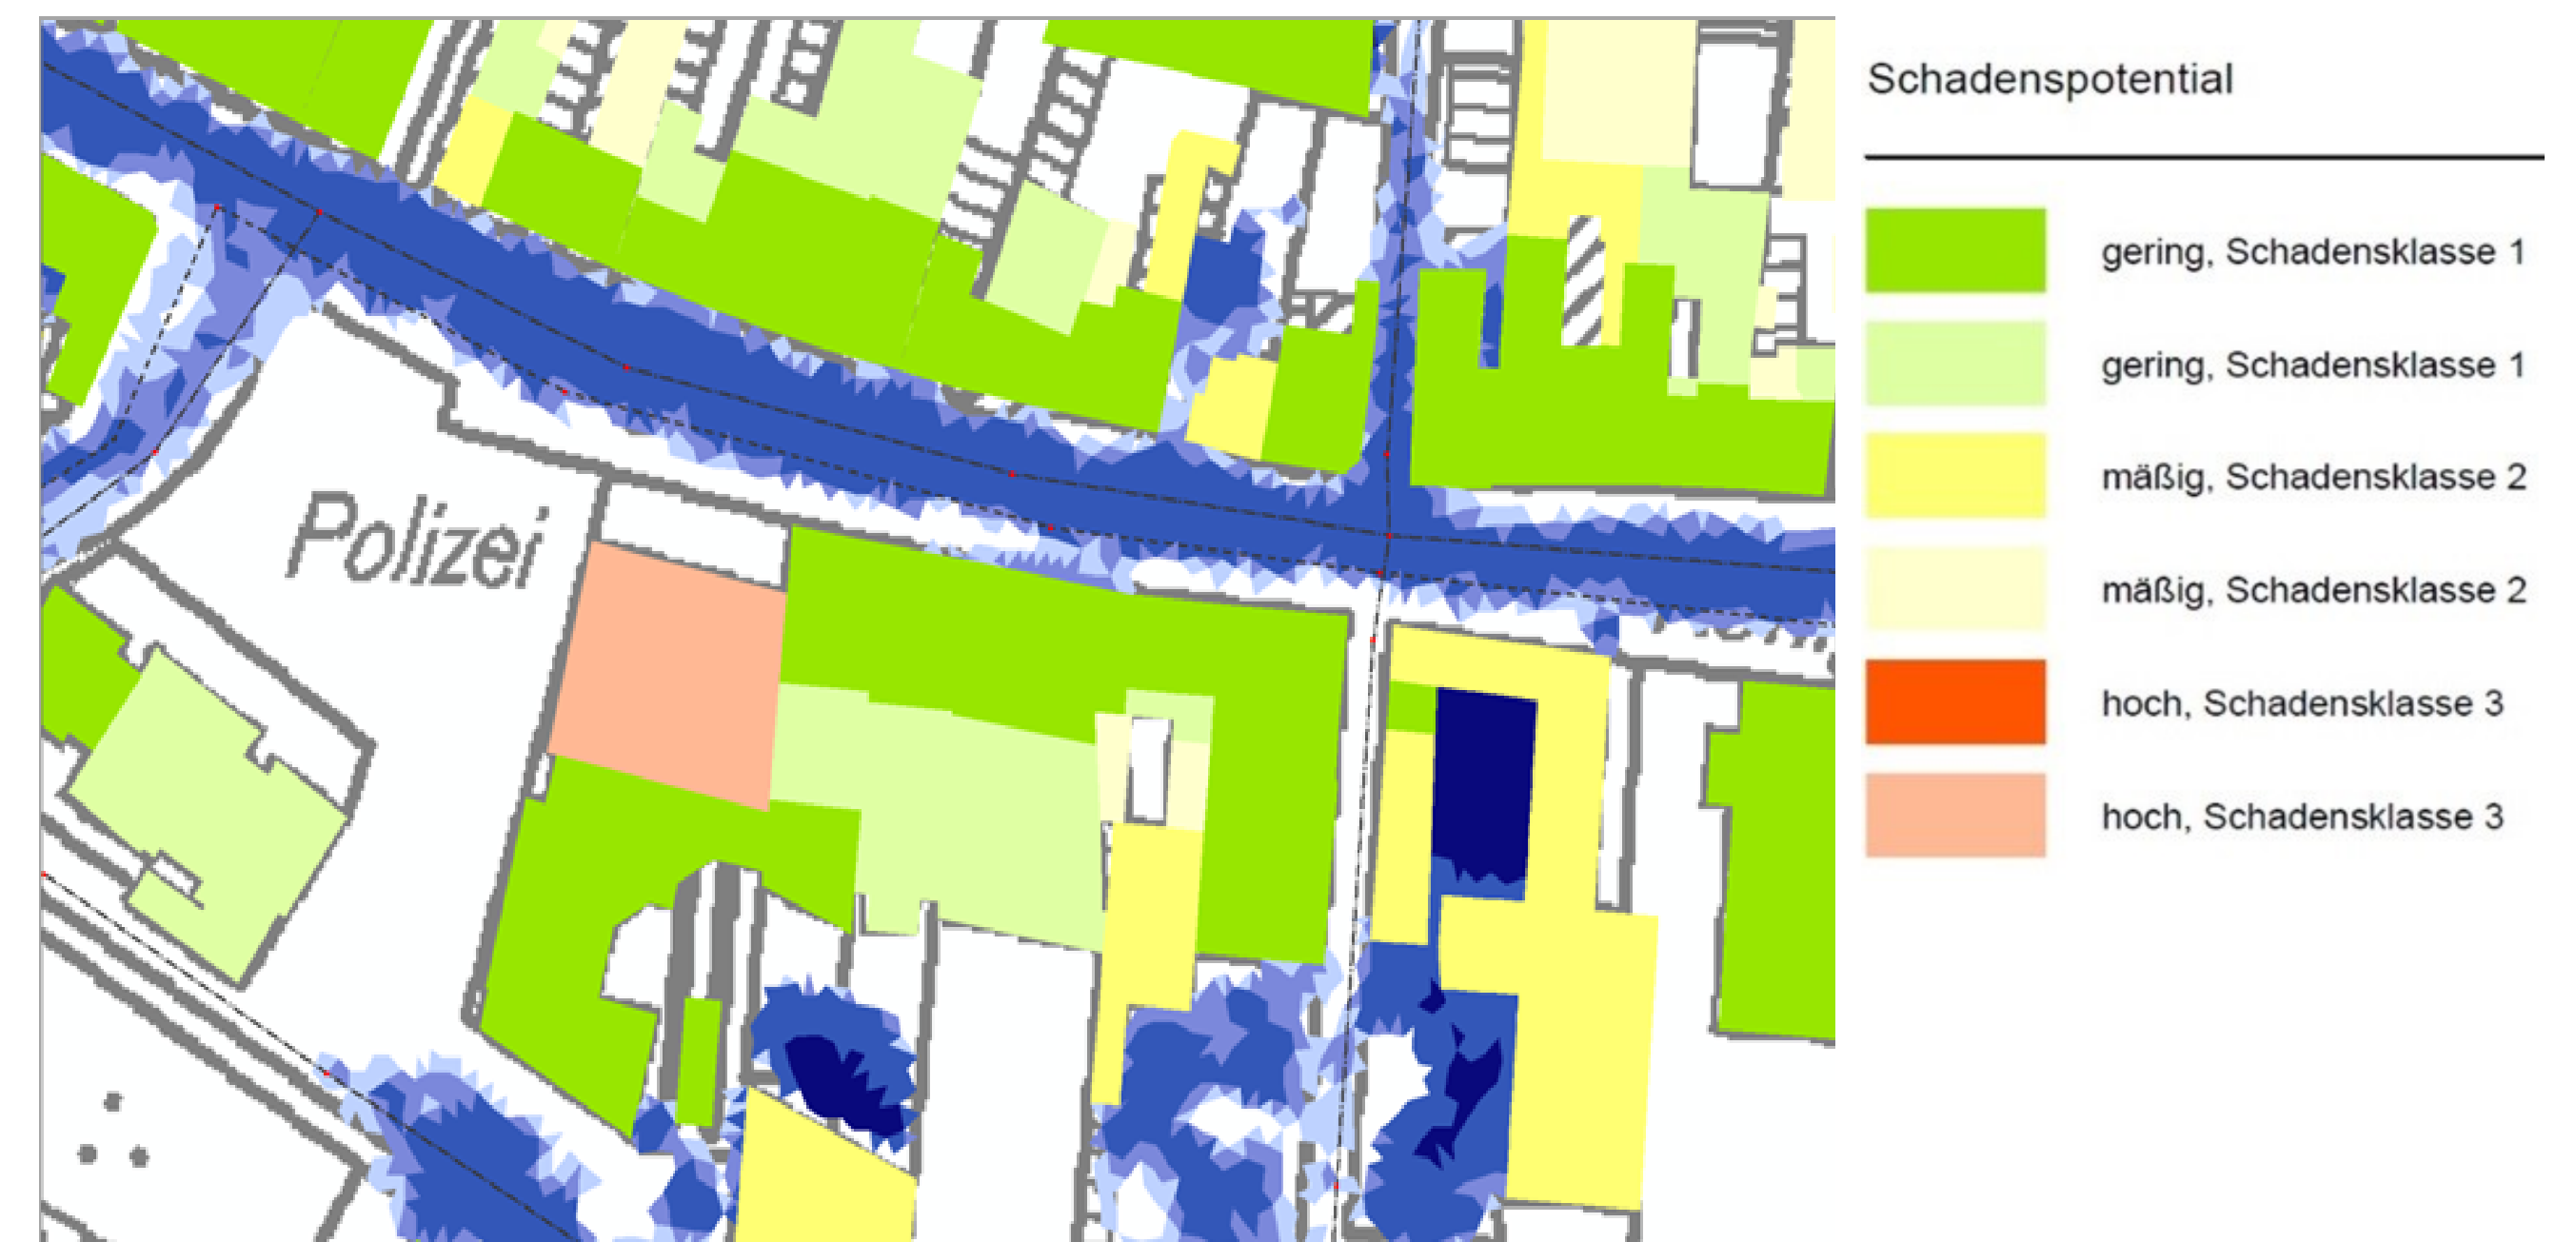 Polizei
Schadenspotential
gering, Schadensklasse 1
gering, Schadensklasse 1
mäßig, Schadensklasse 2
mäßig, Schadensklasse 2
hoch, Schadensklasse 3
hoch, Schadensklasse 3